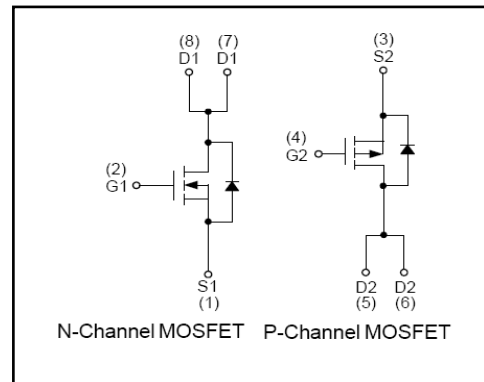 (8) (7)
D1 D1
(2)
G1
S1
(1)
N-Channel MOSFET
(3)
S2
(4)
G2
D2 D2
(5) (6)
P-Channel MOSFET